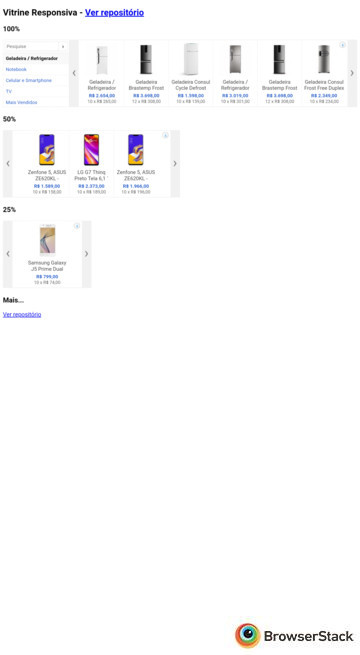 Vitrine Responsiva - Ver repositório
100%
Pesquise
Geladeira / Refrigerador
Notebook
Celular e Smartphone
TV
Mais Vendidos
Geladeira / Refrigerador
R$ 2.554,00
10 x R$ 265,00
Geladeira Brastemp Frost
R$ 3.698,00
12 x R$ 308,00
Geladeira Consul Cycle Defrost
R$ 1.598,00
10 x R$ 159,00
Geladeira / Refrigerador
R$ 3.019,00
10 x R$ 301,00
Geladeira Brastemp Frost
R$ 3.698,00
12 x R$ 308,00
Geladeira Consul Frost Free Duplex
R$ 2.349,00
10 x R$ 234,00
50%
Zenfone 5, ASUS ZE620KL -
R$ 1.589,00
10 x R$ 158,00
LG G7 Thinq Preto Tela 6,1
R$ 2.373,00
10 x R$ 189,00
Zenfone 5, ASUS ZE620KL -
R$ 1.966,00
10 x R$ 196,00
25%
Samsung Galaxy J5 Prime Dual
R$ 799,00
10 x R$ 74,00
Mais...
Ver repositório
BrowserStack